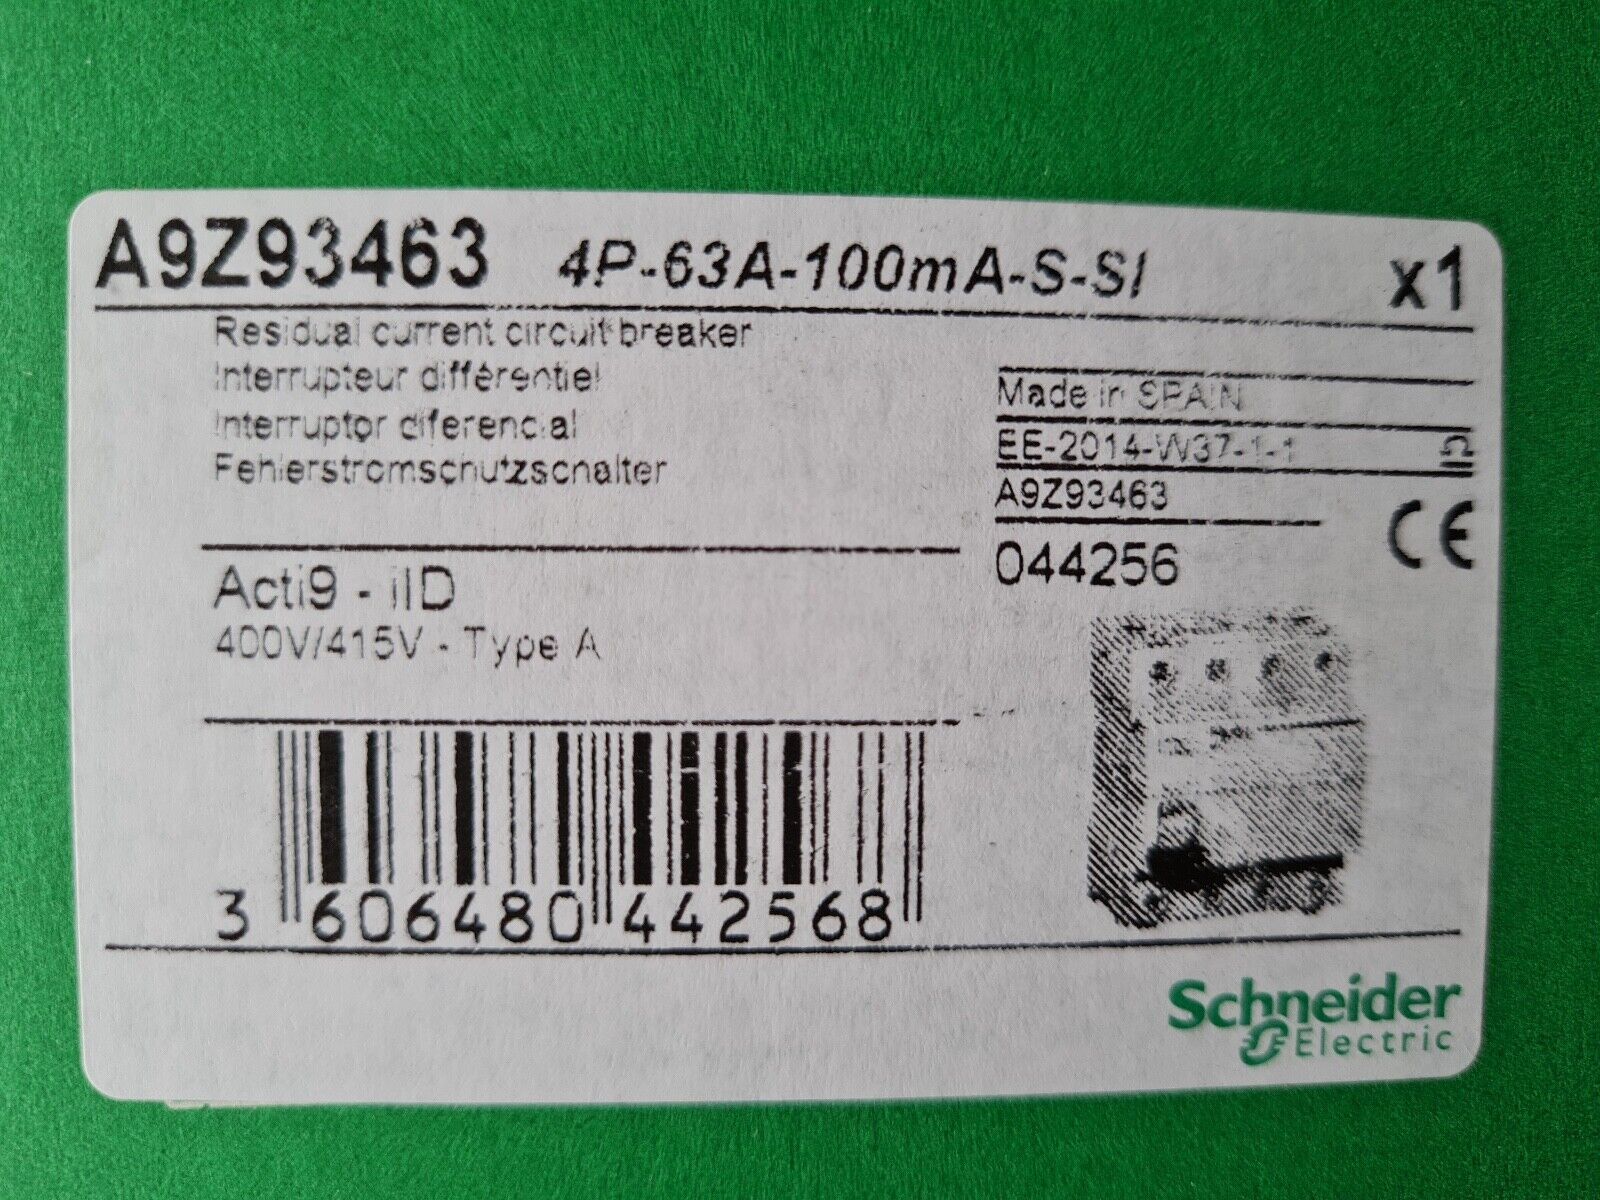 A9Z93463 4P-63A-100mA-S-SI x1
Residual current circuit breaker
Interrupteur différentiel
Interruptor diferencial
Fehlerstromschutzschalter
Made in SPAIN
EE-2014-W37-1-1
A9Z93463
CE
044256
Acti9 - iID
400V/415V - Type A
3 606480 442568
Schneider
Electric